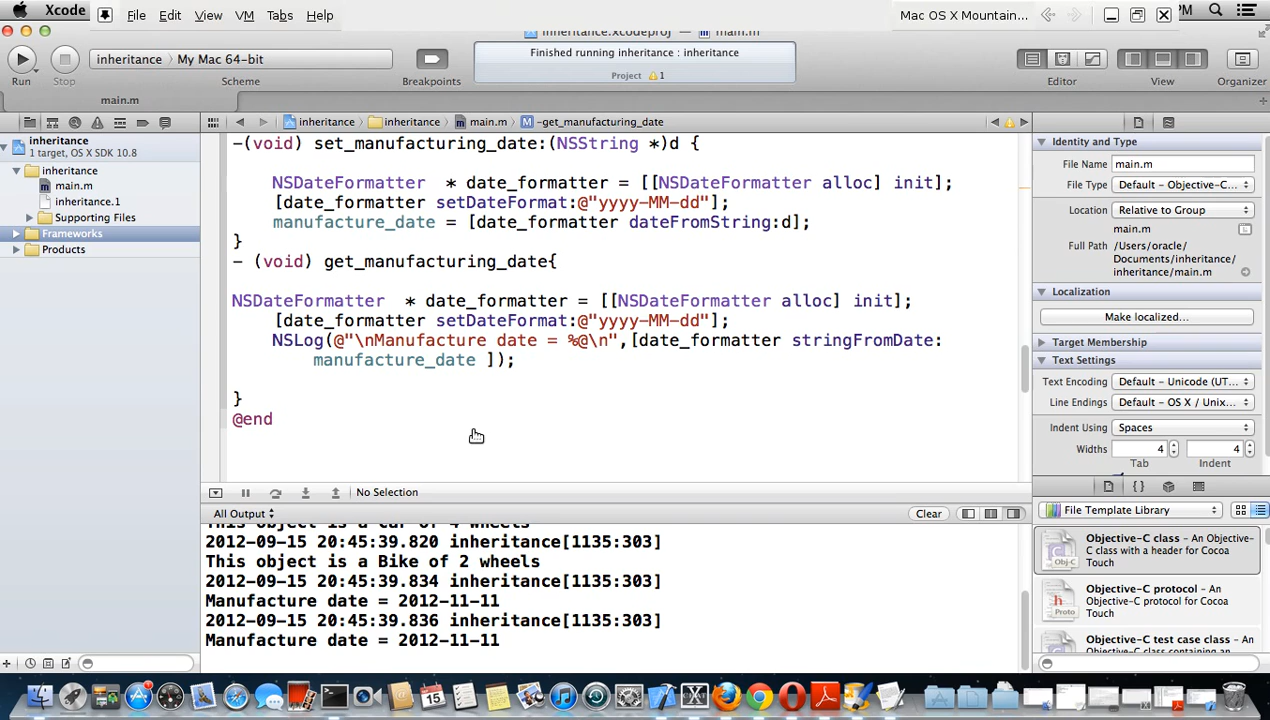 Xcode File Edit View VM Tabs Help Mac OS X Mountain... PM
inheritance.xcodeproj — main.m
Finished running inheritance : inheritance
Project 1
inheritance My Mac 64-bit
Run Stop Scheme Breakpoints Editor View Organizer
main.m
inheritance inheritance main.m -get_manufacturing_date
inheritance
1 target, OS X SDK 10.8
inheritance
main.m
inheritance.1
Supporting Files
Frameworks
Products
-(void) set_manufacturing_date:(NSString *)d {
NSDateFormatter * date_formatter = [[NSDateFormatter alloc] init];
[date_formatter setDateFormat:@"yyyy-MM-dd"];
manufacture_date = [date_formatter dateFromString:d];
}
- (void) get_manufacturing_date{
NSDateFormatter * date_formatter = [[NSDateFormatter alloc] init];
[date_formatter setDateFormat:@"yyyy-MM-dd"];
NSLog(@"\nManufacture date = %@\n",[date_formatter stringFromDate:
manufacture_date ]);
}
@end
No Selection
All Output Clear
This object is a Car of 4 wheels
2012-09-15 20:45:39.820 inheritance[1135:303]
This object is a Bike of 2 wheels
2012-09-15 20:45:39.834 inheritance[1135:303]
Manufacture date = 2012-11-11
2012-09-15 20:45:39.836 inheritance[1135:303]
Manufacture date = 2012-11-11
Identity and Type
File Name main.m
File Type Default - Objective-C...
Location Relative to Group
main.m
Full Path /Users/oracle/
Documents/inheritance/
inheritance/main.m
Localization
Make localized...
Target Membership
Text Settings
Text Encoding Default - Unicode (UT...
Line Endings Default - OS X / Unix...
Indent Using Spaces
Widths 4 4
Tab Indent
File Template Library
Objective-C class - An Objective-
C class with a header for Cocoa
Touch
Objective-C protocol - An
Objective-C protocol for Cocoa
Touch
Objective-C test case class - An